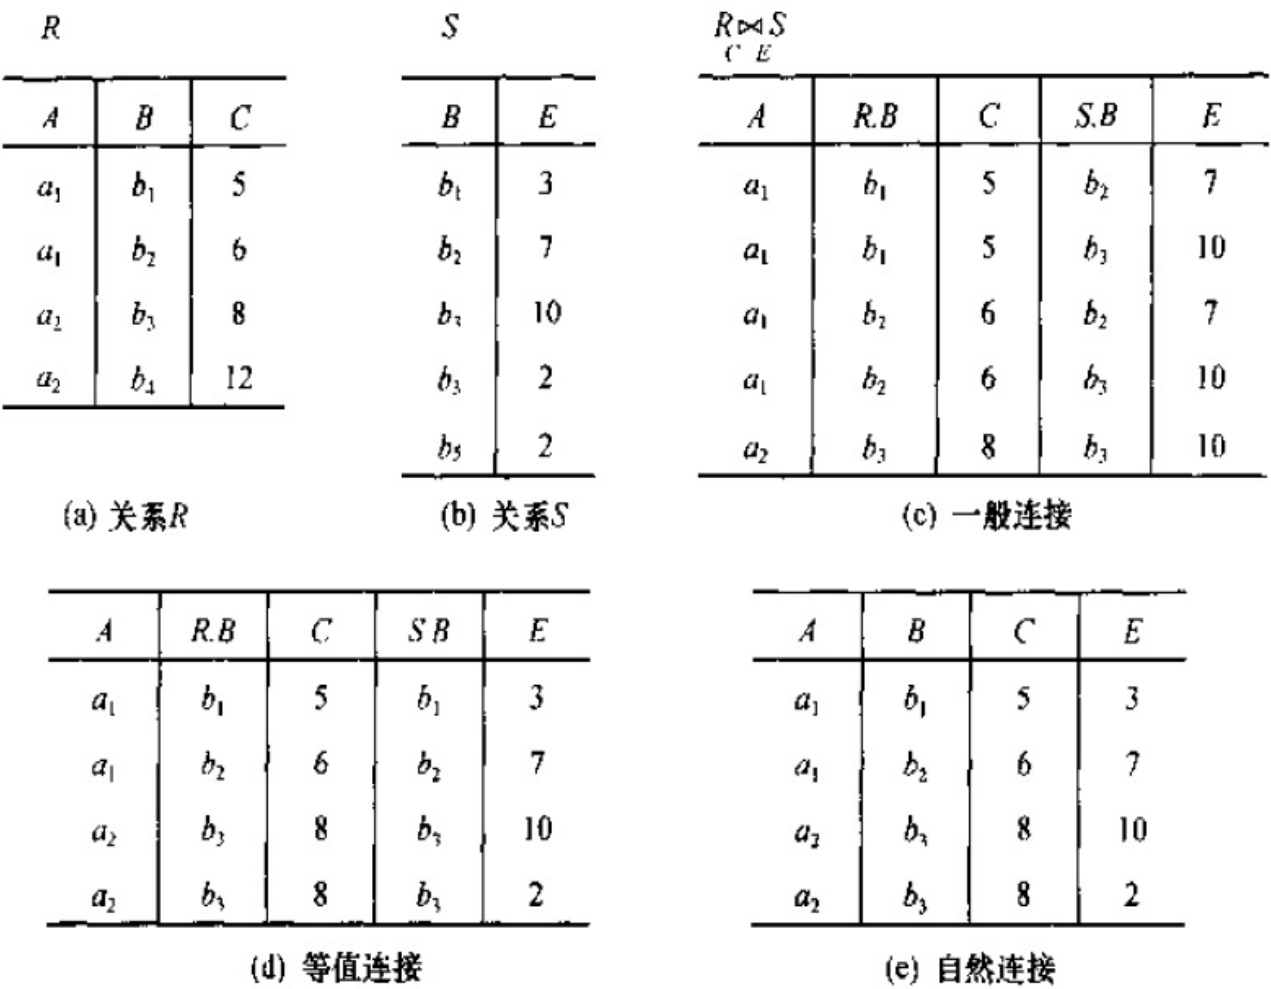 R
A B C
a₁ b₁ 5
a₁ b₂ 6
a₂ b₃ 8
a₂ b₄ 12
(a) 关系R
S
B E
b₁ 3
b₂ 7
b₃ 10
b₃ 2
b₅ 2
(b) 关系S
R⋈S
C E
A R.B C S.B E
a₁ b₁ 5 b₂ 7
a₁ b₁ 5 b₃ 10
a₁ b₂ 6 b₂ 7
a₁ b₂ 6 b₃ 10
a₂ b₃ 8 b₃ 10
(c) 一般连接
A R.B C S B E
a₁ b₁ 5 b₁ 3
a₁ b₂ 6 b₂ 7
a₂ b₃ 8 b₃ 10
a₂ b₃ 8 b₃ 2
(d) 等值连接
A B C E
a₁ b₁ 5 3
a₁ b₂ 6 7
a₂ b₃ 8 10
a₂ b₃ 8 2
(e) 自然连接